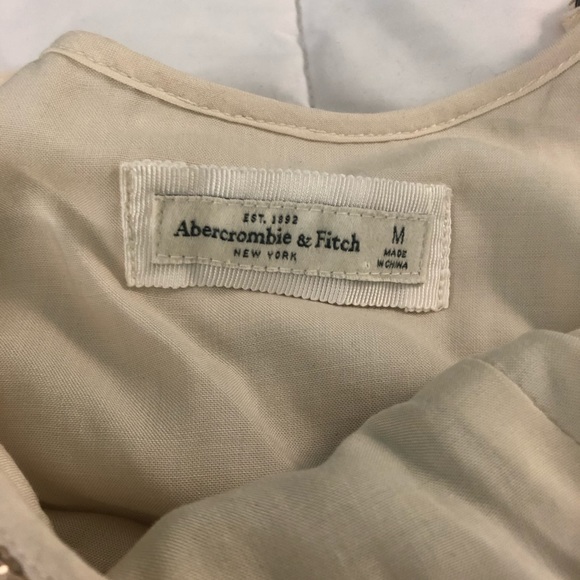 EST. 1892
Abercrombie & Fitch
NEW YORK
M
MADE
IN CHINA